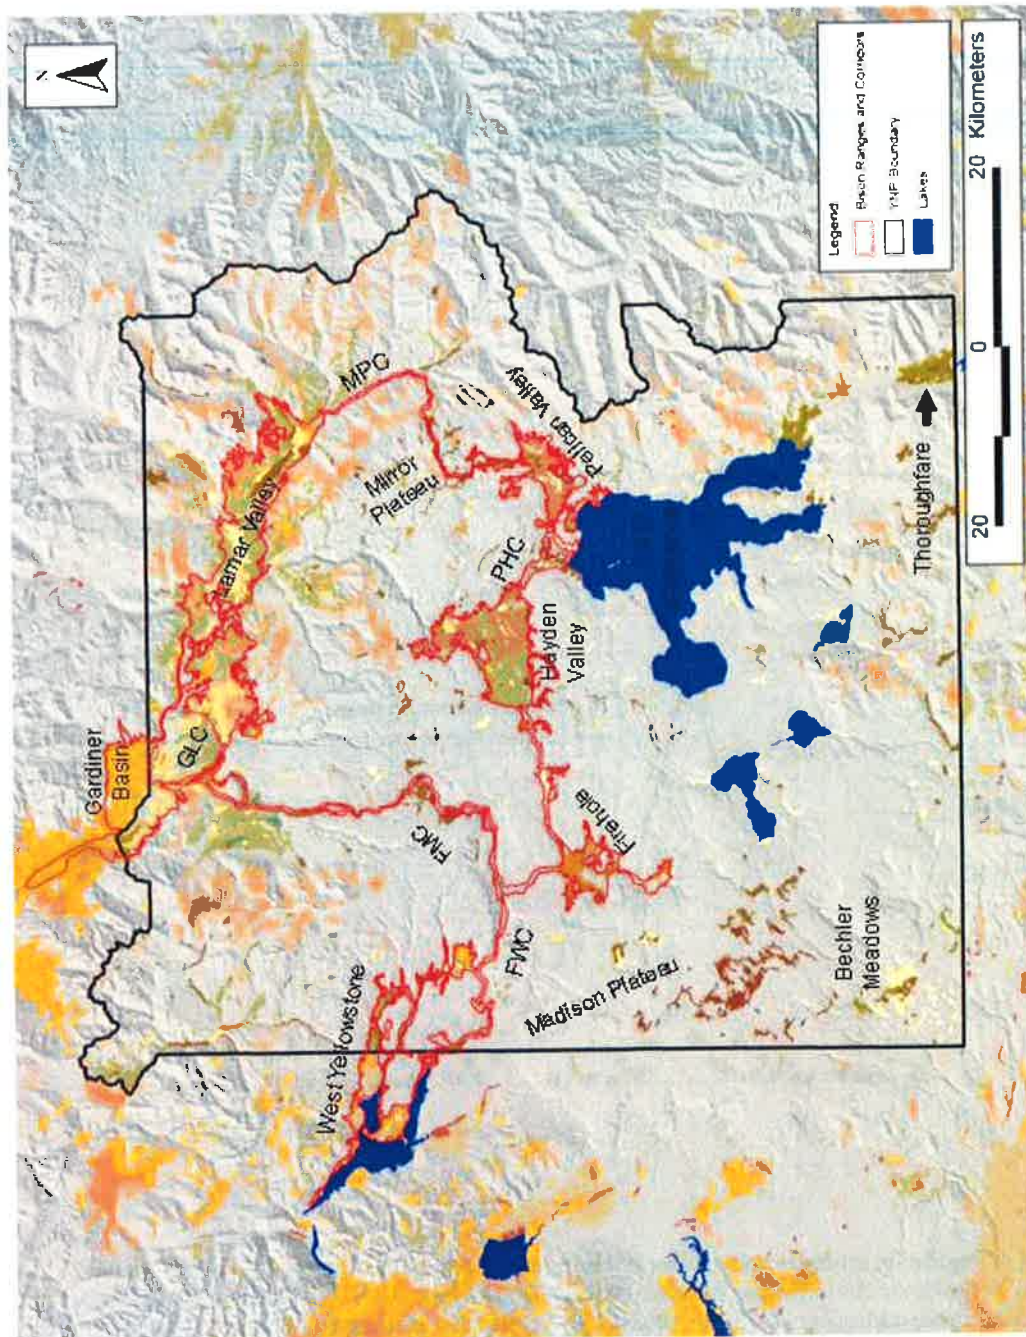 N
Gardiner
Basin
GLC
Lamar Valley
MPC
Mirror
Plateau
Pelican Valley
PHC
Hayden
Valley
FMC
Firehole
West Yellowstone
FWC
Madison Plateau
Bechler
Meadows
Thoroughfare
Legend
Bison Ranges and Corridors
YNP Boundary
Lakes
20 0 20 Kilometers